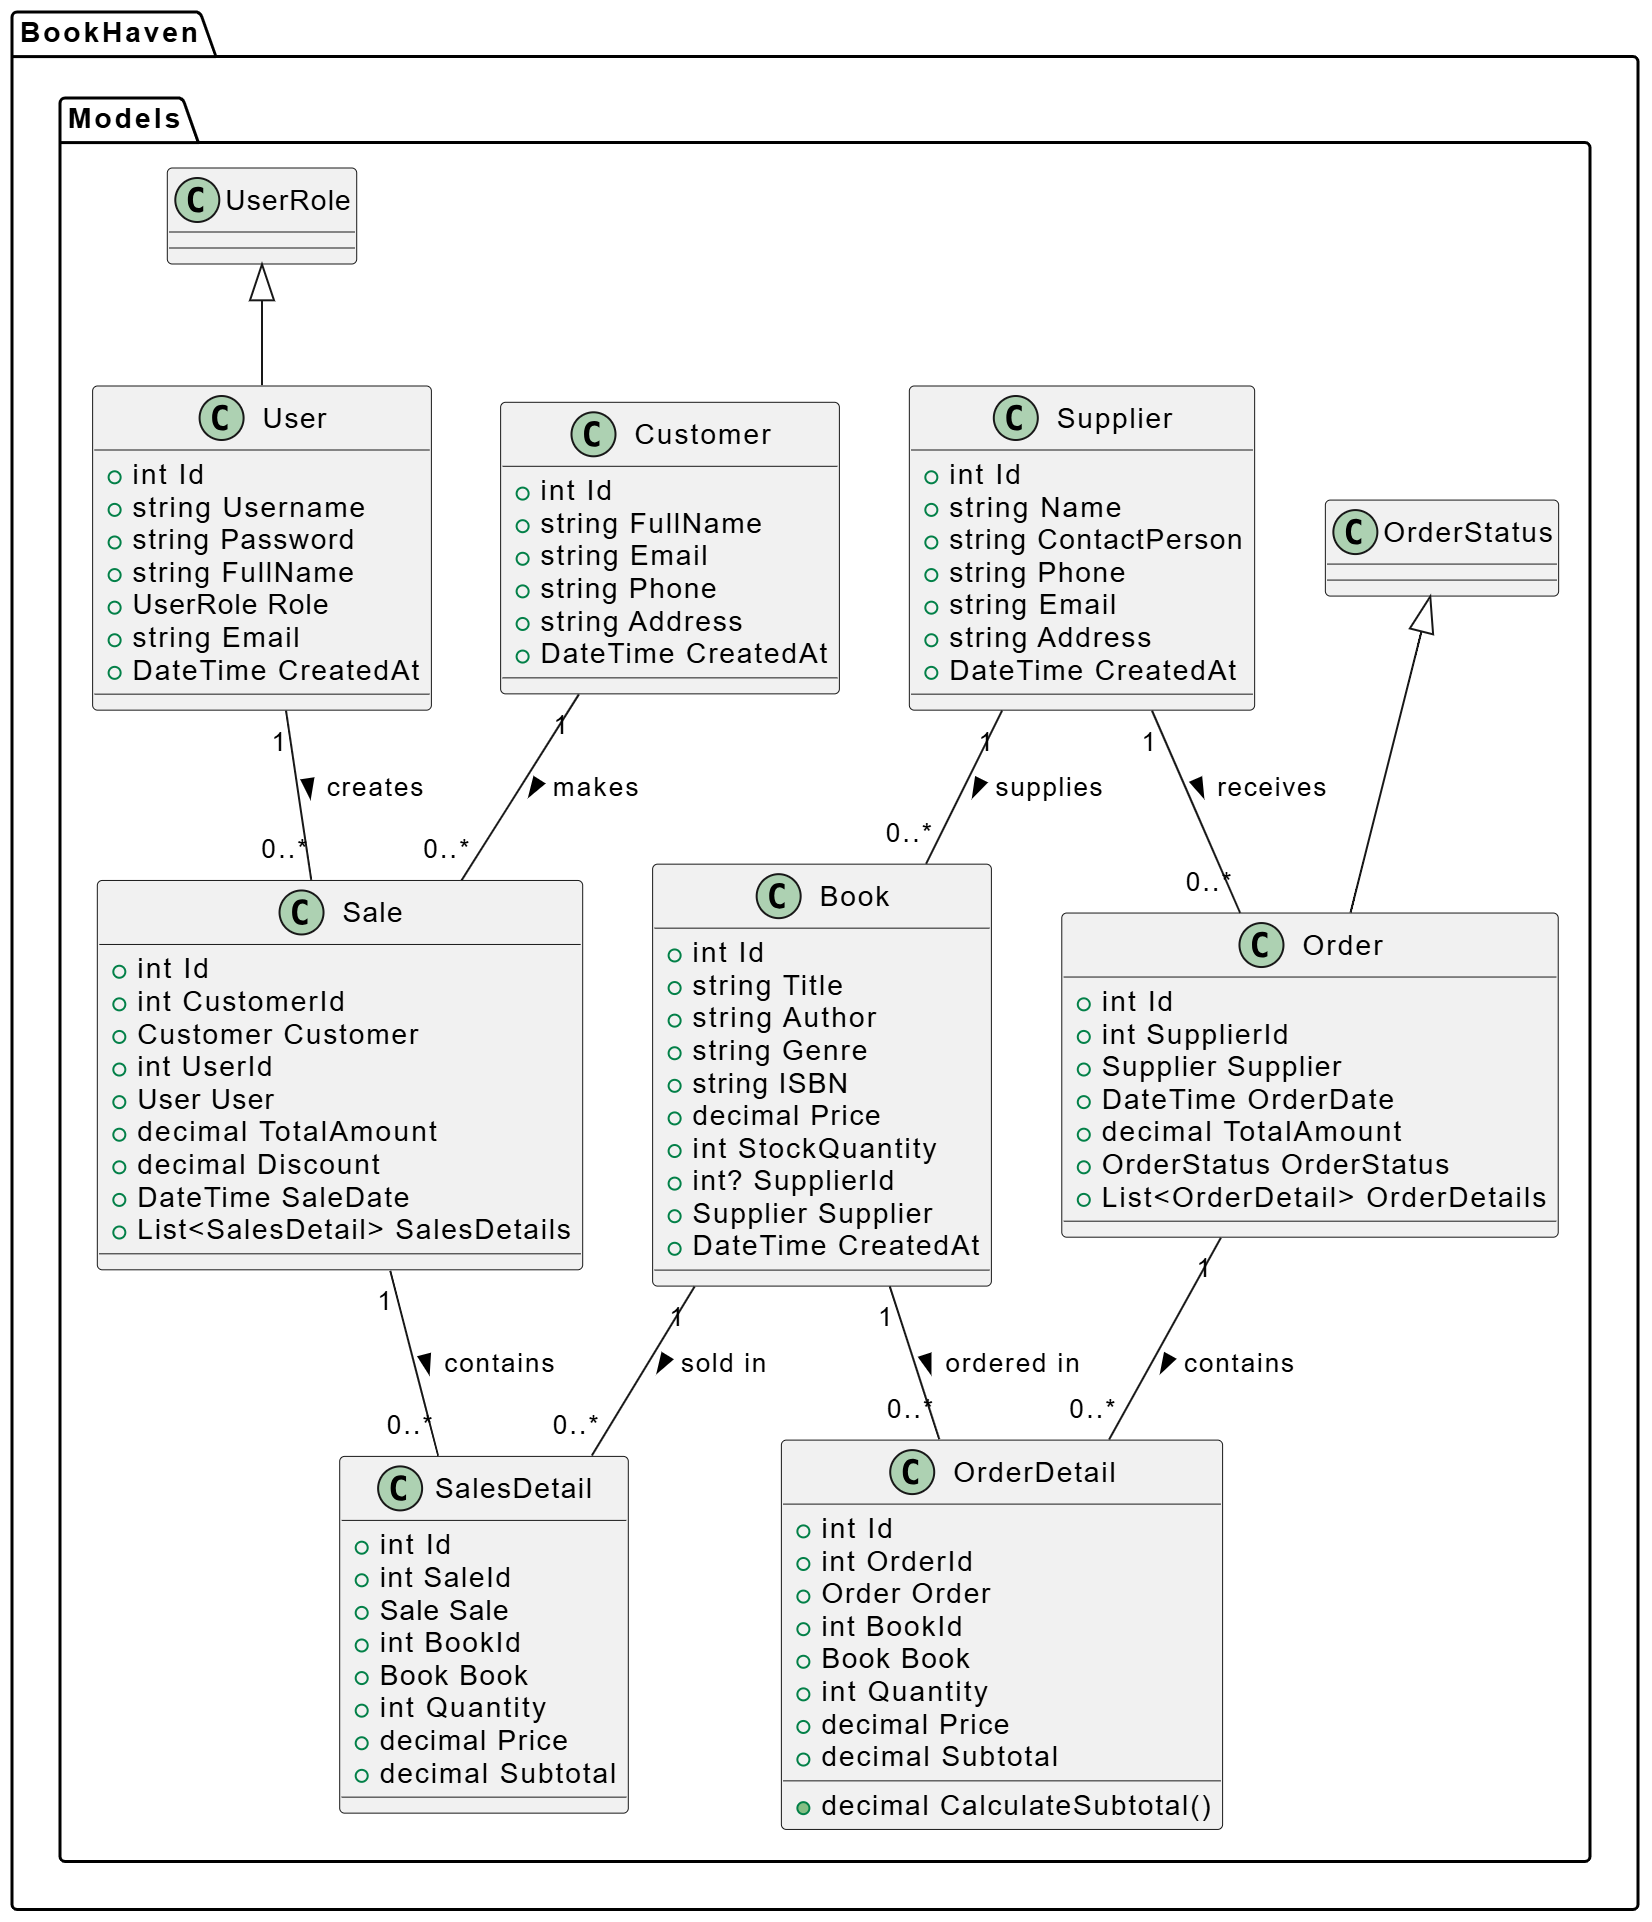 BookHaven
Models
C UserRole
C User
int Id
string Username
string Password
string FullName
UserRole Role
string Email
DateTime CreatedAt
C Customer
int Id
string FullName
string Email
string Phone
string Address
DateTime CreatedAt
C Supplier
int Id
string Name
string ContactPerson
string Phone
string Email
string Address
DateTime CreatedAt
C OrderStatus
1
creates
0..*
1
makes
0..*
1
supplies
0..*
1
receives
0..*
C Sale
int Id
int CustomerId
Customer Customer
int UserId
User User
decimal TotalAmount
decimal Discount
DateTime SaleDate
List<SalesDetail> SalesDetails
C Book
int Id
string Title
string Author
string Genre
string ISBN
decimal Price
int StockQuantity
int? SupplierId
Supplier Supplier
DateTime CreatedAt
C Order
int Id
int SupplierId
Supplier Supplier
DateTime OrderDate
decimal TotalAmount
OrderStatus OrderStatus
List<OrderDetail> OrderDetails
1
contains
0..*
1
sold in
0..*
1
ordered in
0..*
1
contains
0..*
C SalesDetail
int Id
int SaleId
Sale Sale
int BookId
Book Book
int Quantity
decimal Price
decimal Subtotal
C OrderDetail
int Id
int OrderId
Order Order
int BookId
Book Book
int Quantity
decimal Price
decimal Subtotal
decimal CalculateSubtotal()